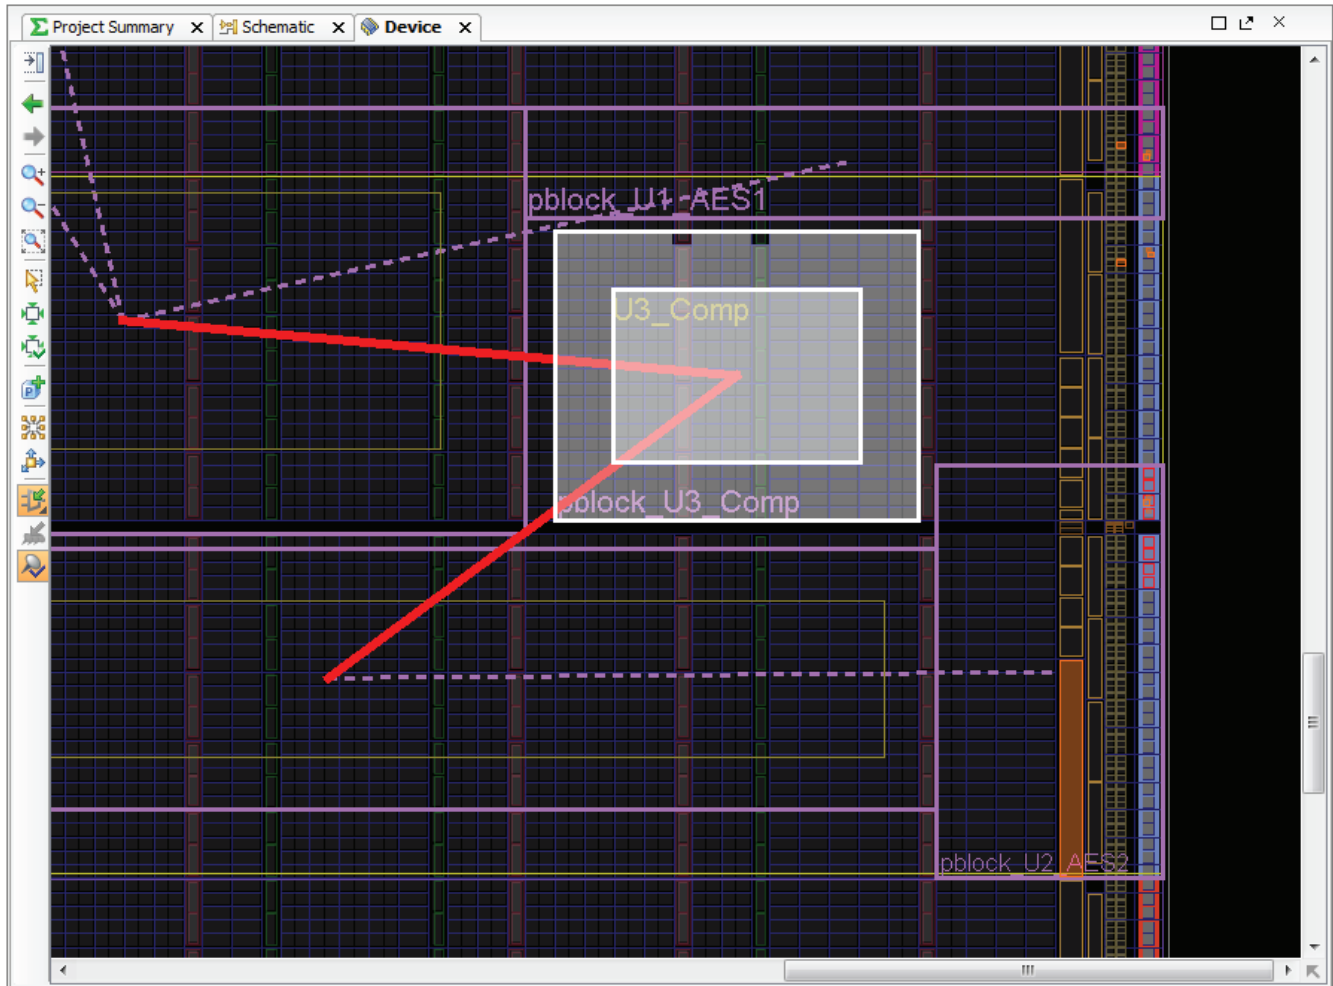 Project Summary
Schematic
Device
pblock_U1_AES1
U3_Comp
pblock_U3_Comp
pblock_U2_AES2